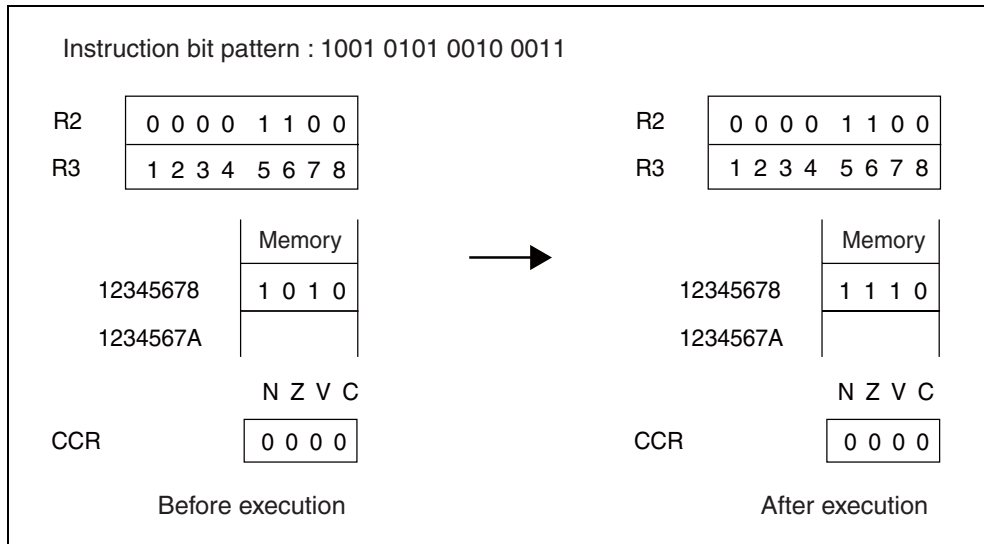 Instruction bit pattern : 1001 0101 0010 0011
R2 0 0 0 0 1 1 0 0 R2 0 0 0 0 1 1 0 0
R3 1 2 3 4 5 6 7 8 R3 1 2 3 4 5 6 7 8
Memory Memory
12345678 1 0 1 0 12345678 1 1 1 0
1234567A 1234567A
N Z V C N Z V C
CCR 0 0 0 0 CCR 0 0 0 0
Before execution After execution